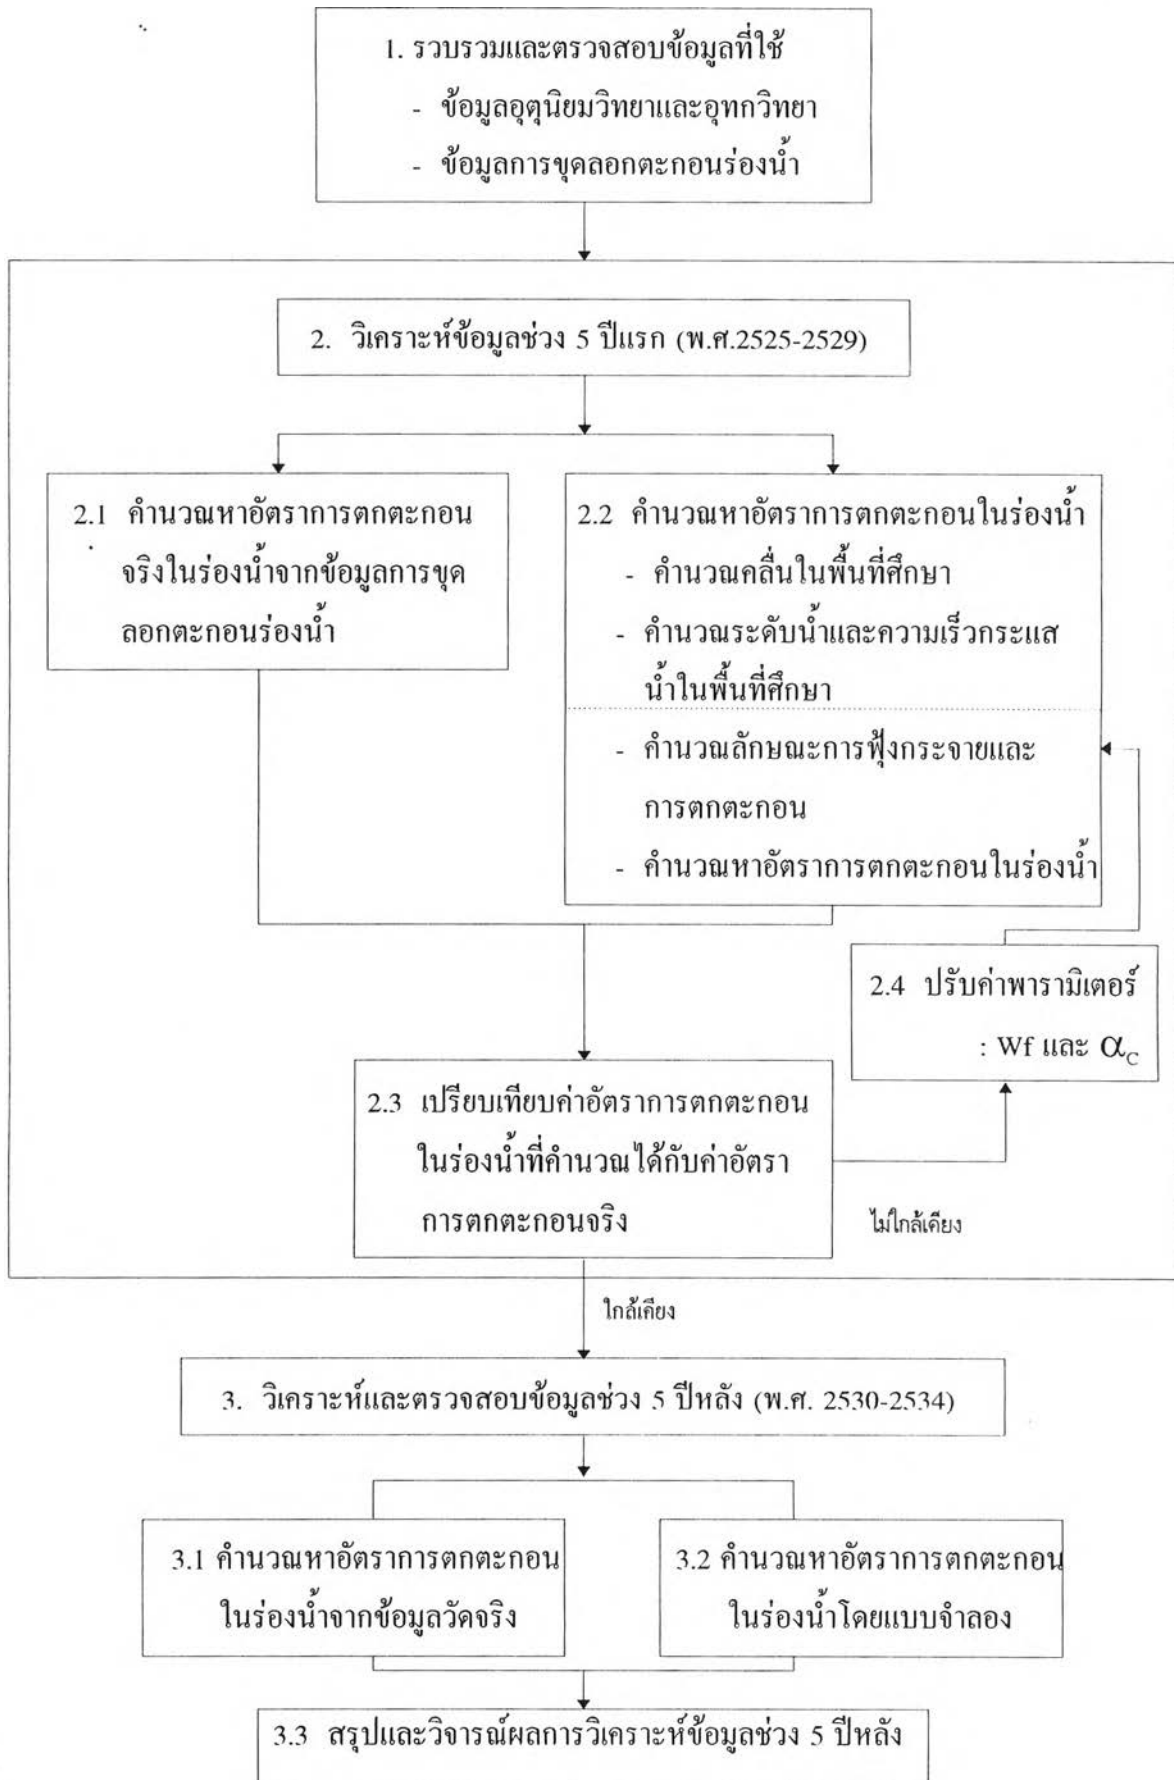 1. รวบรวมและตรวจสอบข้อมูลที่ใช้
- ข้อมูลอุตุนิยมวิทยาและอุทกวิทยา
- ข้อมูลการขุดลอกตะกอนร่องน้ำ
2. วิเคราะห์ข้อมูลช่วง 5 ปีแรก (พ.ศ.2525-2529)
2.1 คำนวณหาอัตราการตกตะกอน
จริงในร่องน้ำจากข้อมูลการขุด
ลอกตะกอนร่องน้ำ
2.2 คำนวณหาอัตราการตกตะกอนในร่องน้ำ
- คำนวณคลื่นในพื้นที่ศึกษา
- คำนวณระดับน้ำและความเร็วกระแส
น้ำในพื้นที่ศึกษา
- คำนวณลักษณะการฟุ้งกระจายและ
การตกตะกอน
- คำนวณหาอัตราการตกตะกอนในร่องน้ำ
2.4 ปรับค่าพารามิเตอร์
: Wf และ α_C
2.3 เปรียบเทียบค่าอัตราการตกตะกอน
ในร่องน้ำที่คำนวณได้กับค่าอัตรา
การตกตะกอนจริง
ไม่ใกล้เคียง
ใกล้เคียง
3. วิเคราะห์และตรวจสอบข้อมูลช่วง 5 ปีหลัง (พ.ศ. 2530-2534)
3.1 คำนวณหาอัตราการตกตะกอน
ในร่องน้ำจากข้อมูลวัดจริง
3.2 คำนวณหาอัตราการตกตะกอน
ในร่องน้ำโดยแบบจำลอง
3.3 สรุปและวิจารณ์ผลการวิเคราะห์ข้อมูลช่วง 5 ปีหลัง